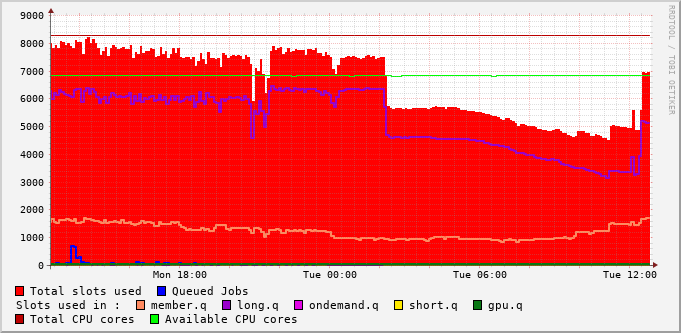 RRDTOOL / TOBI OETIKER
9000
8000
7000
6000
5000
4000
3000
2000
1000
0
Mon 18:00 Tue 00:00 Tue 06:00 Tue 12:00
Total slots used Queued Jobs
Slots used in : member.q long.q ondemand.q short.q gpu.q
Total CPU cores Available CPU cores